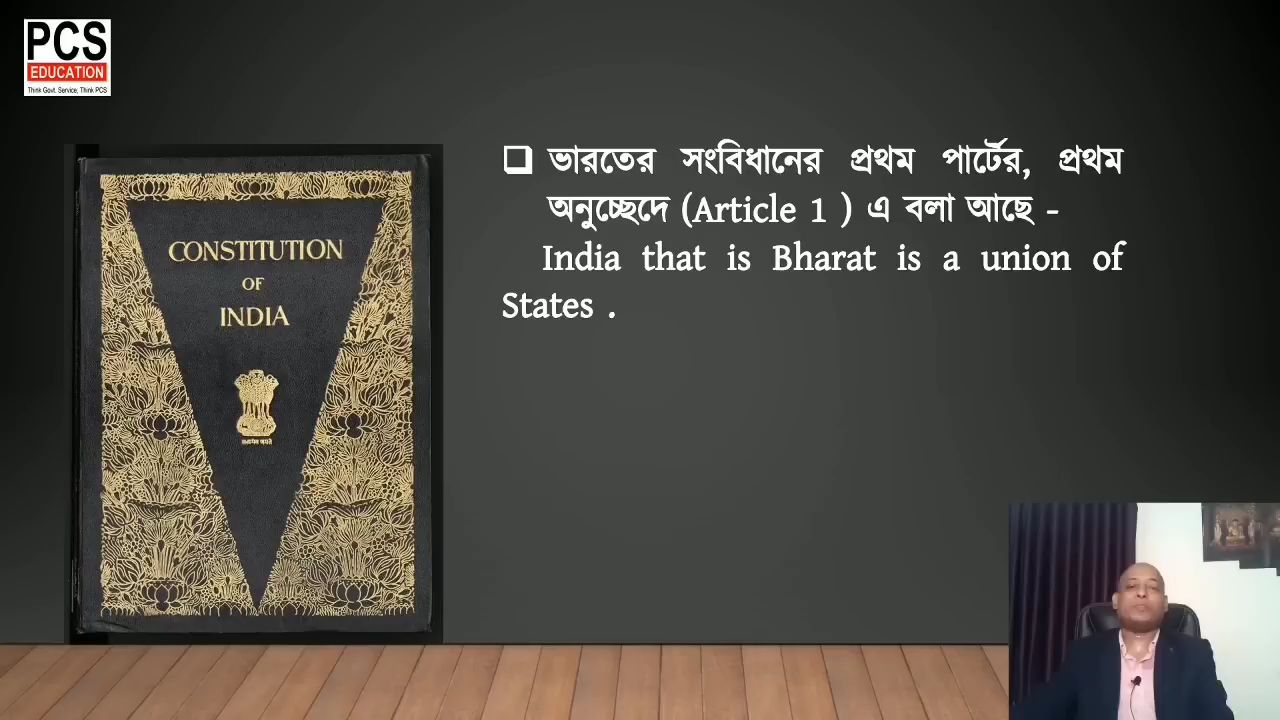 PCS
EDUCATION
Think Govt. Service; Think PCS
CONSTITUTION
OF
INDIA
ভারতের সংবিধানের প্রথম পার্টের, প্রথম
অনুচ্ছেদে (Article 1 ) এ বলা আছে -
India that is Bharat is a union of
States .